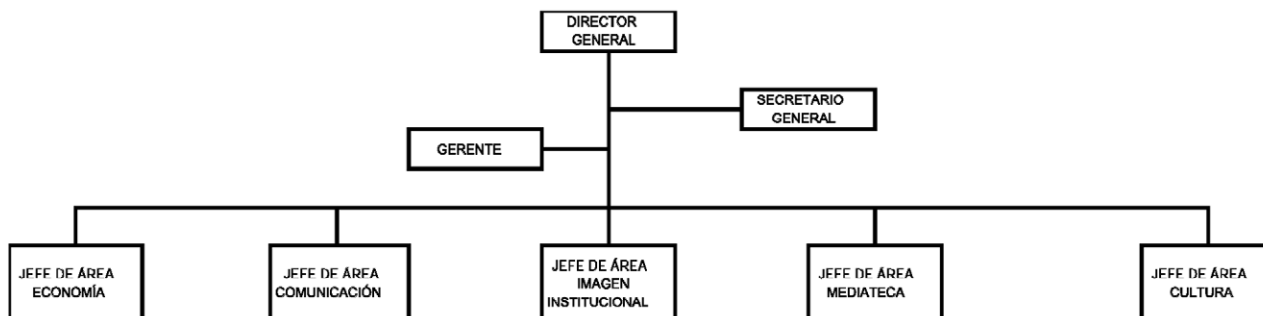 DIRECTOR
GENERAL
SECRETARIO
GENERAL
GERENTE
JEFE DE ÁREA
ECONOMÍA
JEFE DE ÁREA
COMUNICACIÓN
JEFE DE ÁREA
IMAGEN
INSTITUCIONAL
JEFE DE ÁREA
MEDIATECA
JEFE DE ÁREA
CULTURA